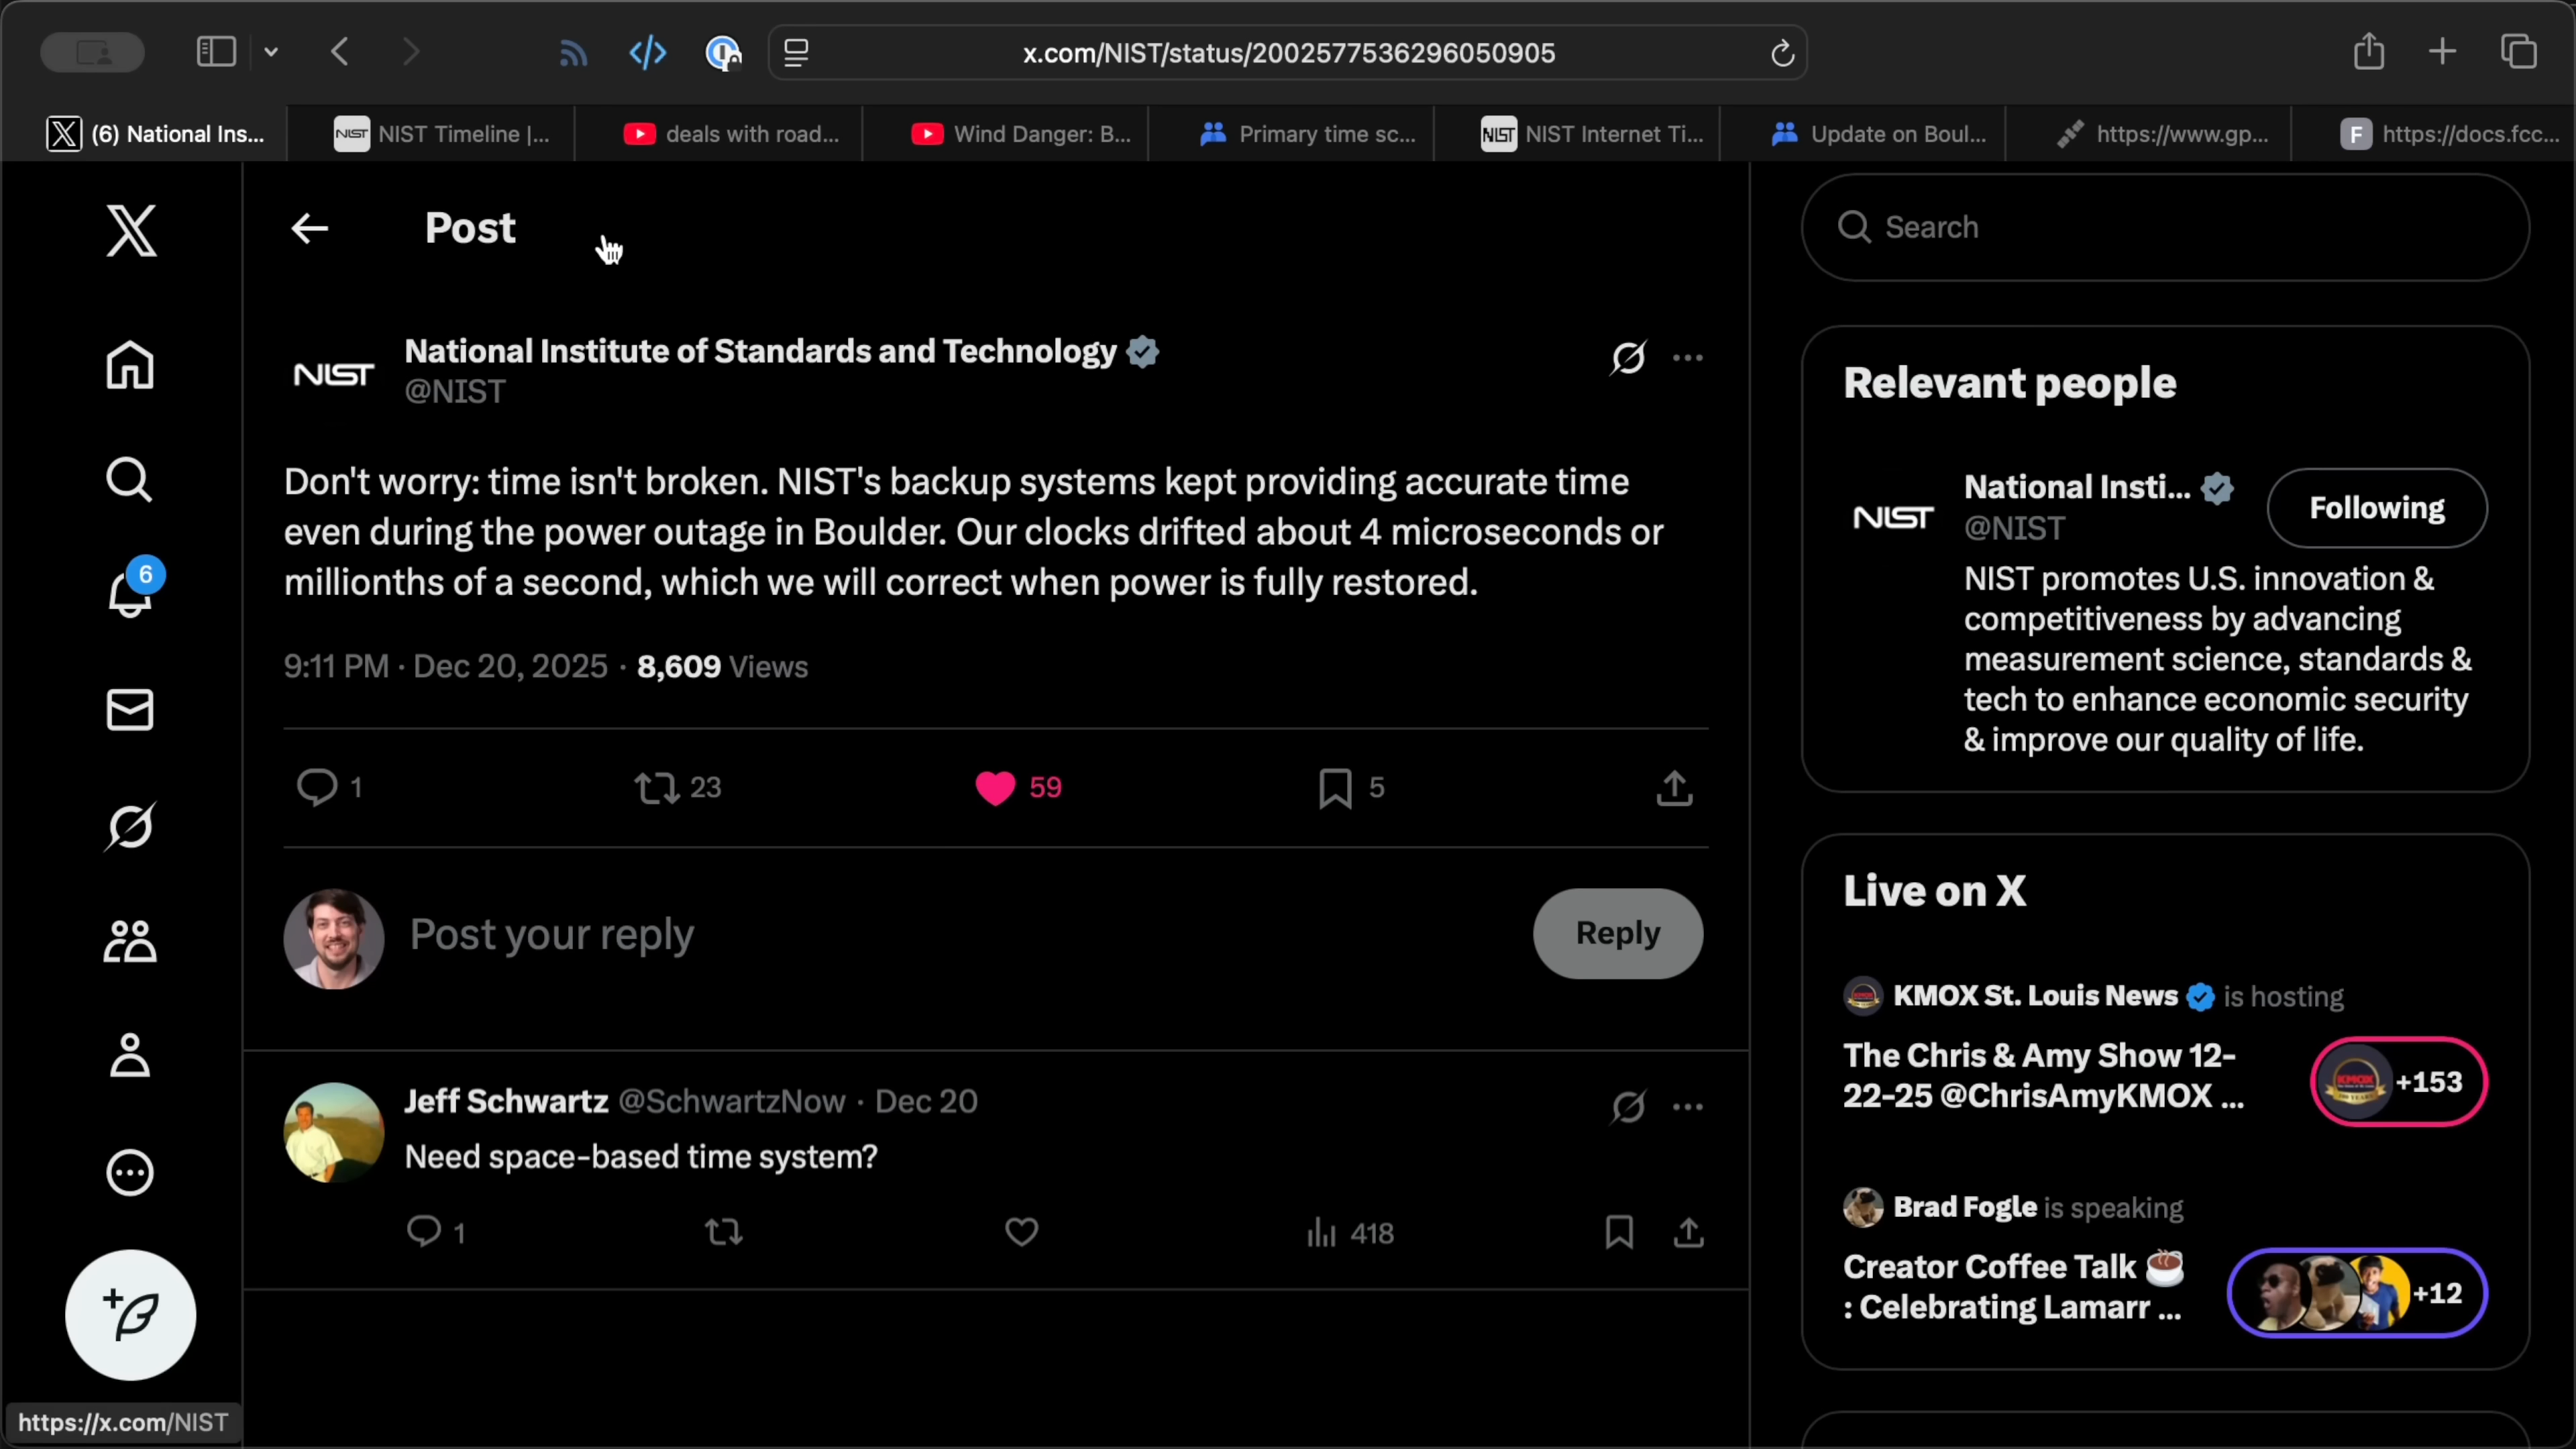 x.com/NIST/status/2002577536296050905
(6) National Ins...
NIST Timeline |...
deals with road...
Wind Danger: B...
Primary time sc...
NIST Internet Ti...
Update on Boul...
https://www.gp...
F https://docs.fcc...
Post
Search
NIST
National Institute of Standards and Technology
@NIST
Don't worry: time isn't broken. NIST's backup systems kept providing accurate time
even during the power outage in Boulder. Our clocks drifted about 4 microseconds or
millionths of a second, which we will correct when power is fully restored.
9:11 PM · Dec 20, 2025 · 8,609 Views
1 23 59 5
Post your reply
Reply
Jeff Schwartz @SchwartzNow · Dec 20
Need space-based time system?
1 418
6
https://x.com/NIST
Relevant people
NIST
National Insti...
@NIST
Following
NIST promotes U.S. innovation &
competitiveness by advancing
measurement science, standards &
tech to enhance economic security
& improve our quality of life.
Live on X
KMOX St. Louis News is hosting
The Chris & Amy Show 12-
22-25 @ChrisAmyKMOX ...
KMOX
+153
Brad Fogle is speaking
Creator Coffee Talk ☕
: Celebrating Lamarr ...
+12